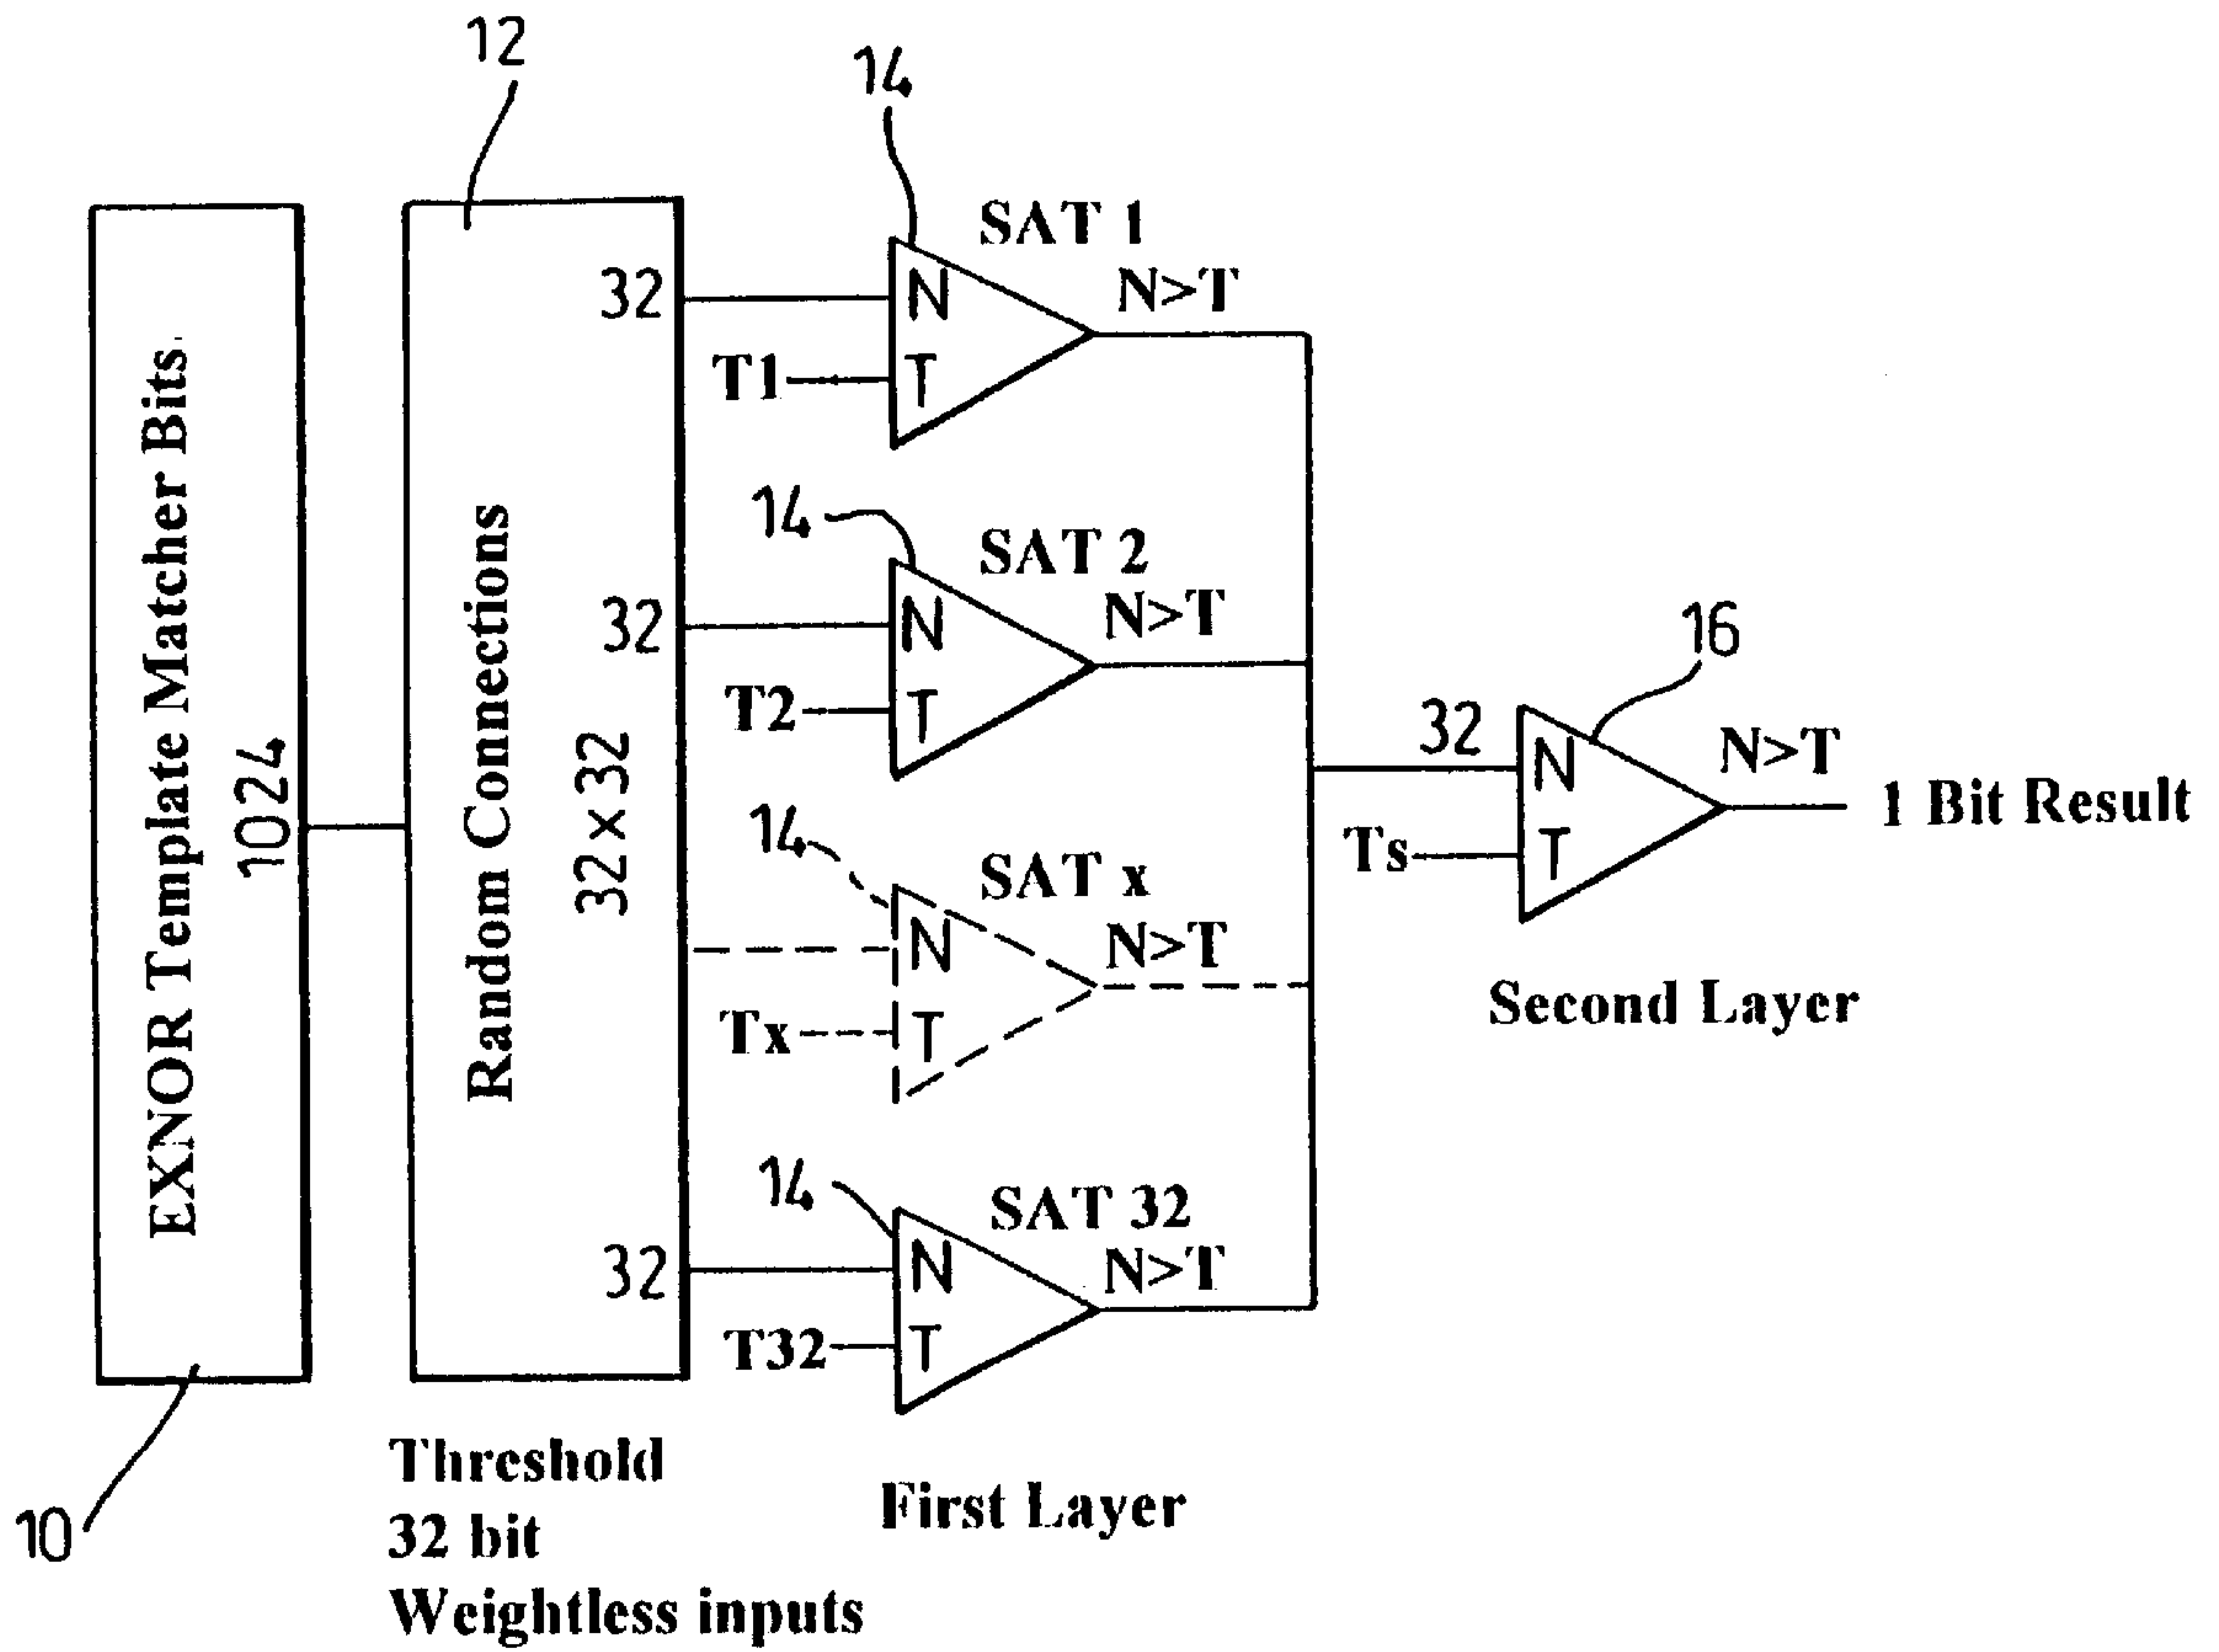 12
14
SAT 1
32
N
N>T
T1
T
EXNOR Template Matcher Bits
1024
Random Connections
32x32
14
SAT 2
32
N
N>T
T2
T
16
32
N
N>T
1 Bit Result
Ts
T
Second Layer
14
SAT x
N
N>T
Tx
T
14
SAT 32
32
N
N>T
T32
T
10
Threshold
32 bit
Weightless inputs
First Layer